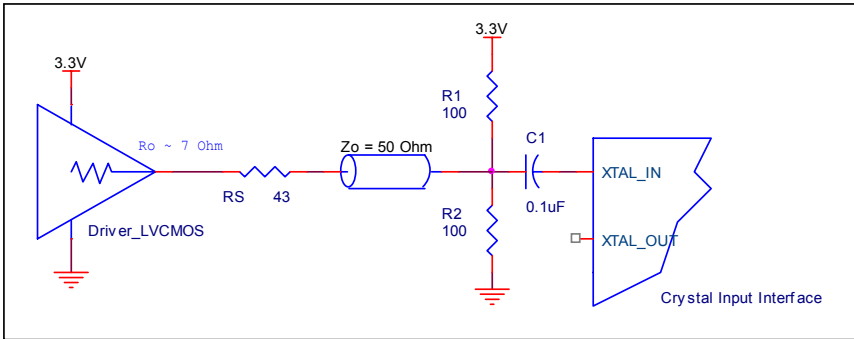 3.3V
3.3V
R1
100
C1
Ro ~ 7 Ohm
Zo = 50 Ohm
XTAL_IN
RS 43
0.1uF
R2
100
Driver_LVCMOS
XTAL_OUT
Crystal Input Interface